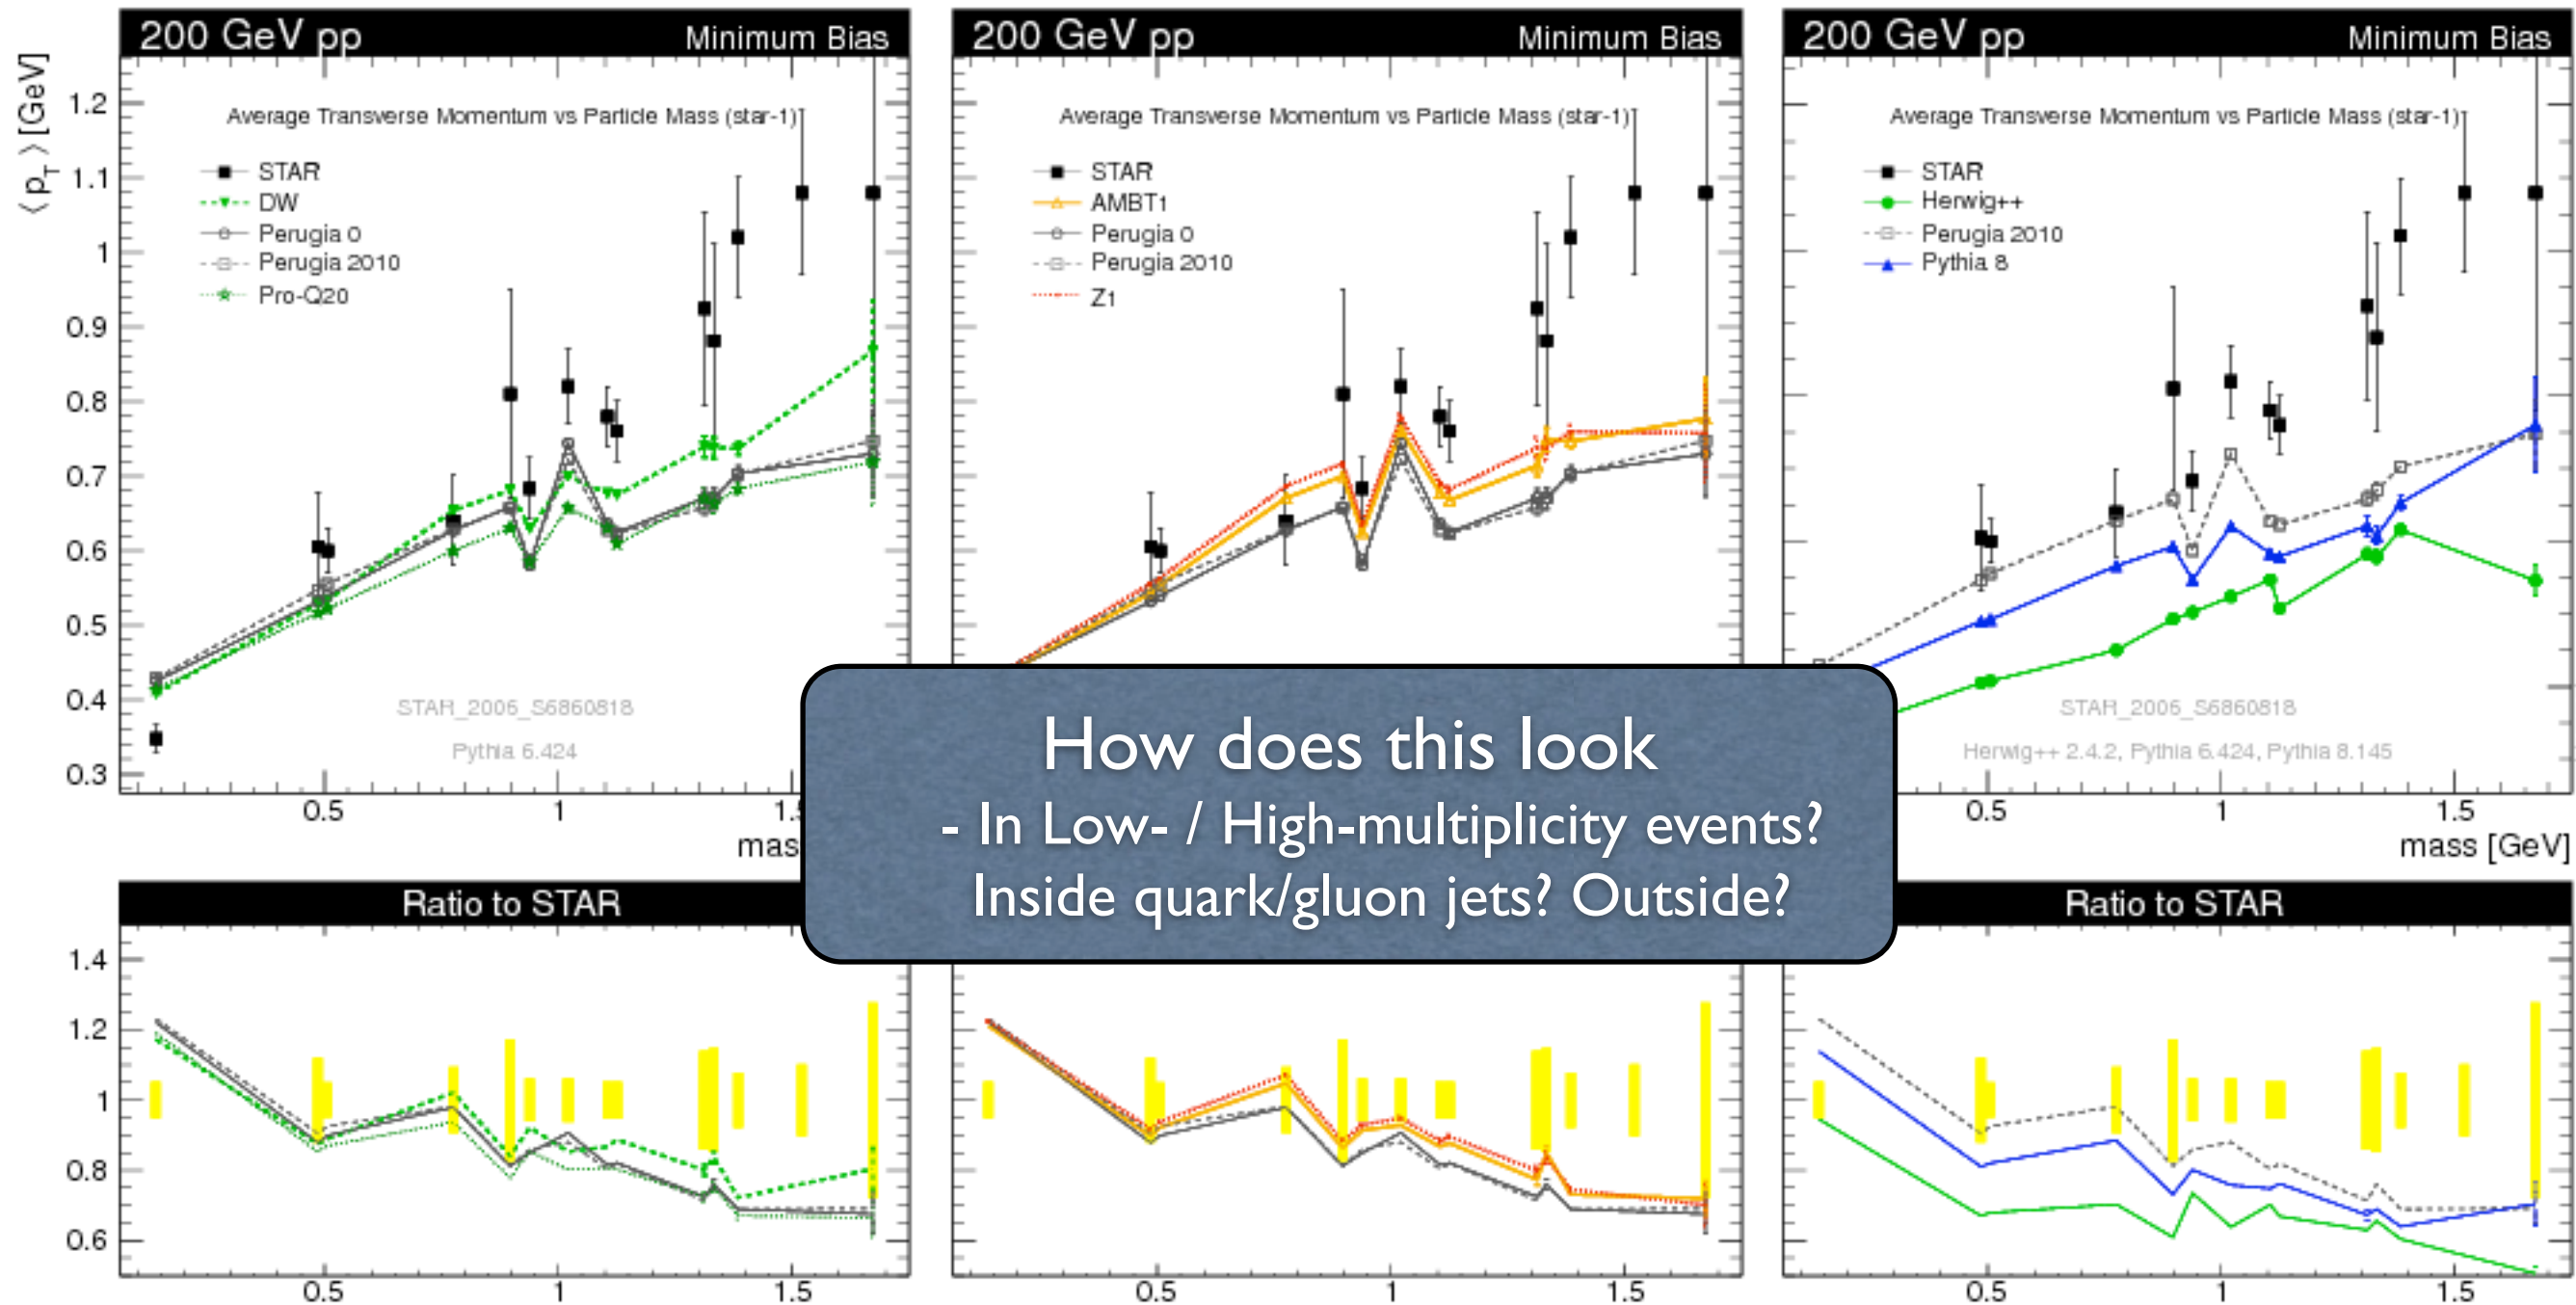 200 GeV pp Minimum Bias
Average Transverse Momentum vs Particle Mass (star-1)
STAR
DW
Perugia 0
Perugia 2010
Pro-Q20
STAR_2006_S6860818
Pythia 6.424
⟨p_T⟩ [GeV]
1.2
1.1
1
0.9
0.8
0.7
0.6
0.5
0.4
0.3
0.5 1
200 GeV pp Minimum Bias
Average Transverse Momentum vs Particle Mass (star-1)
STAR
AMBT1
Perugia 0
Perugia 2010
Z1
200 GeV pp Minimum Bias
Average Transverse Momentum vs Particle Mass (star-1)
STAR
Herwig++
Perugia 2010
Pythia 8
STAR_2006_S6860818
Herwig++ 2.4.2, Pythia 6.424, Pythia 8.145
0.5 1 1.5
mass [GeV]
How does this look
- In Low- / High-multiplicity events?
Inside quark/gluon jets? Outside?
Ratio to STAR
1.4
1.2
1
0.8
0.6
0.5 1 1.5
0.5 1 1.5
Ratio to STAR
0.5 1 1.5